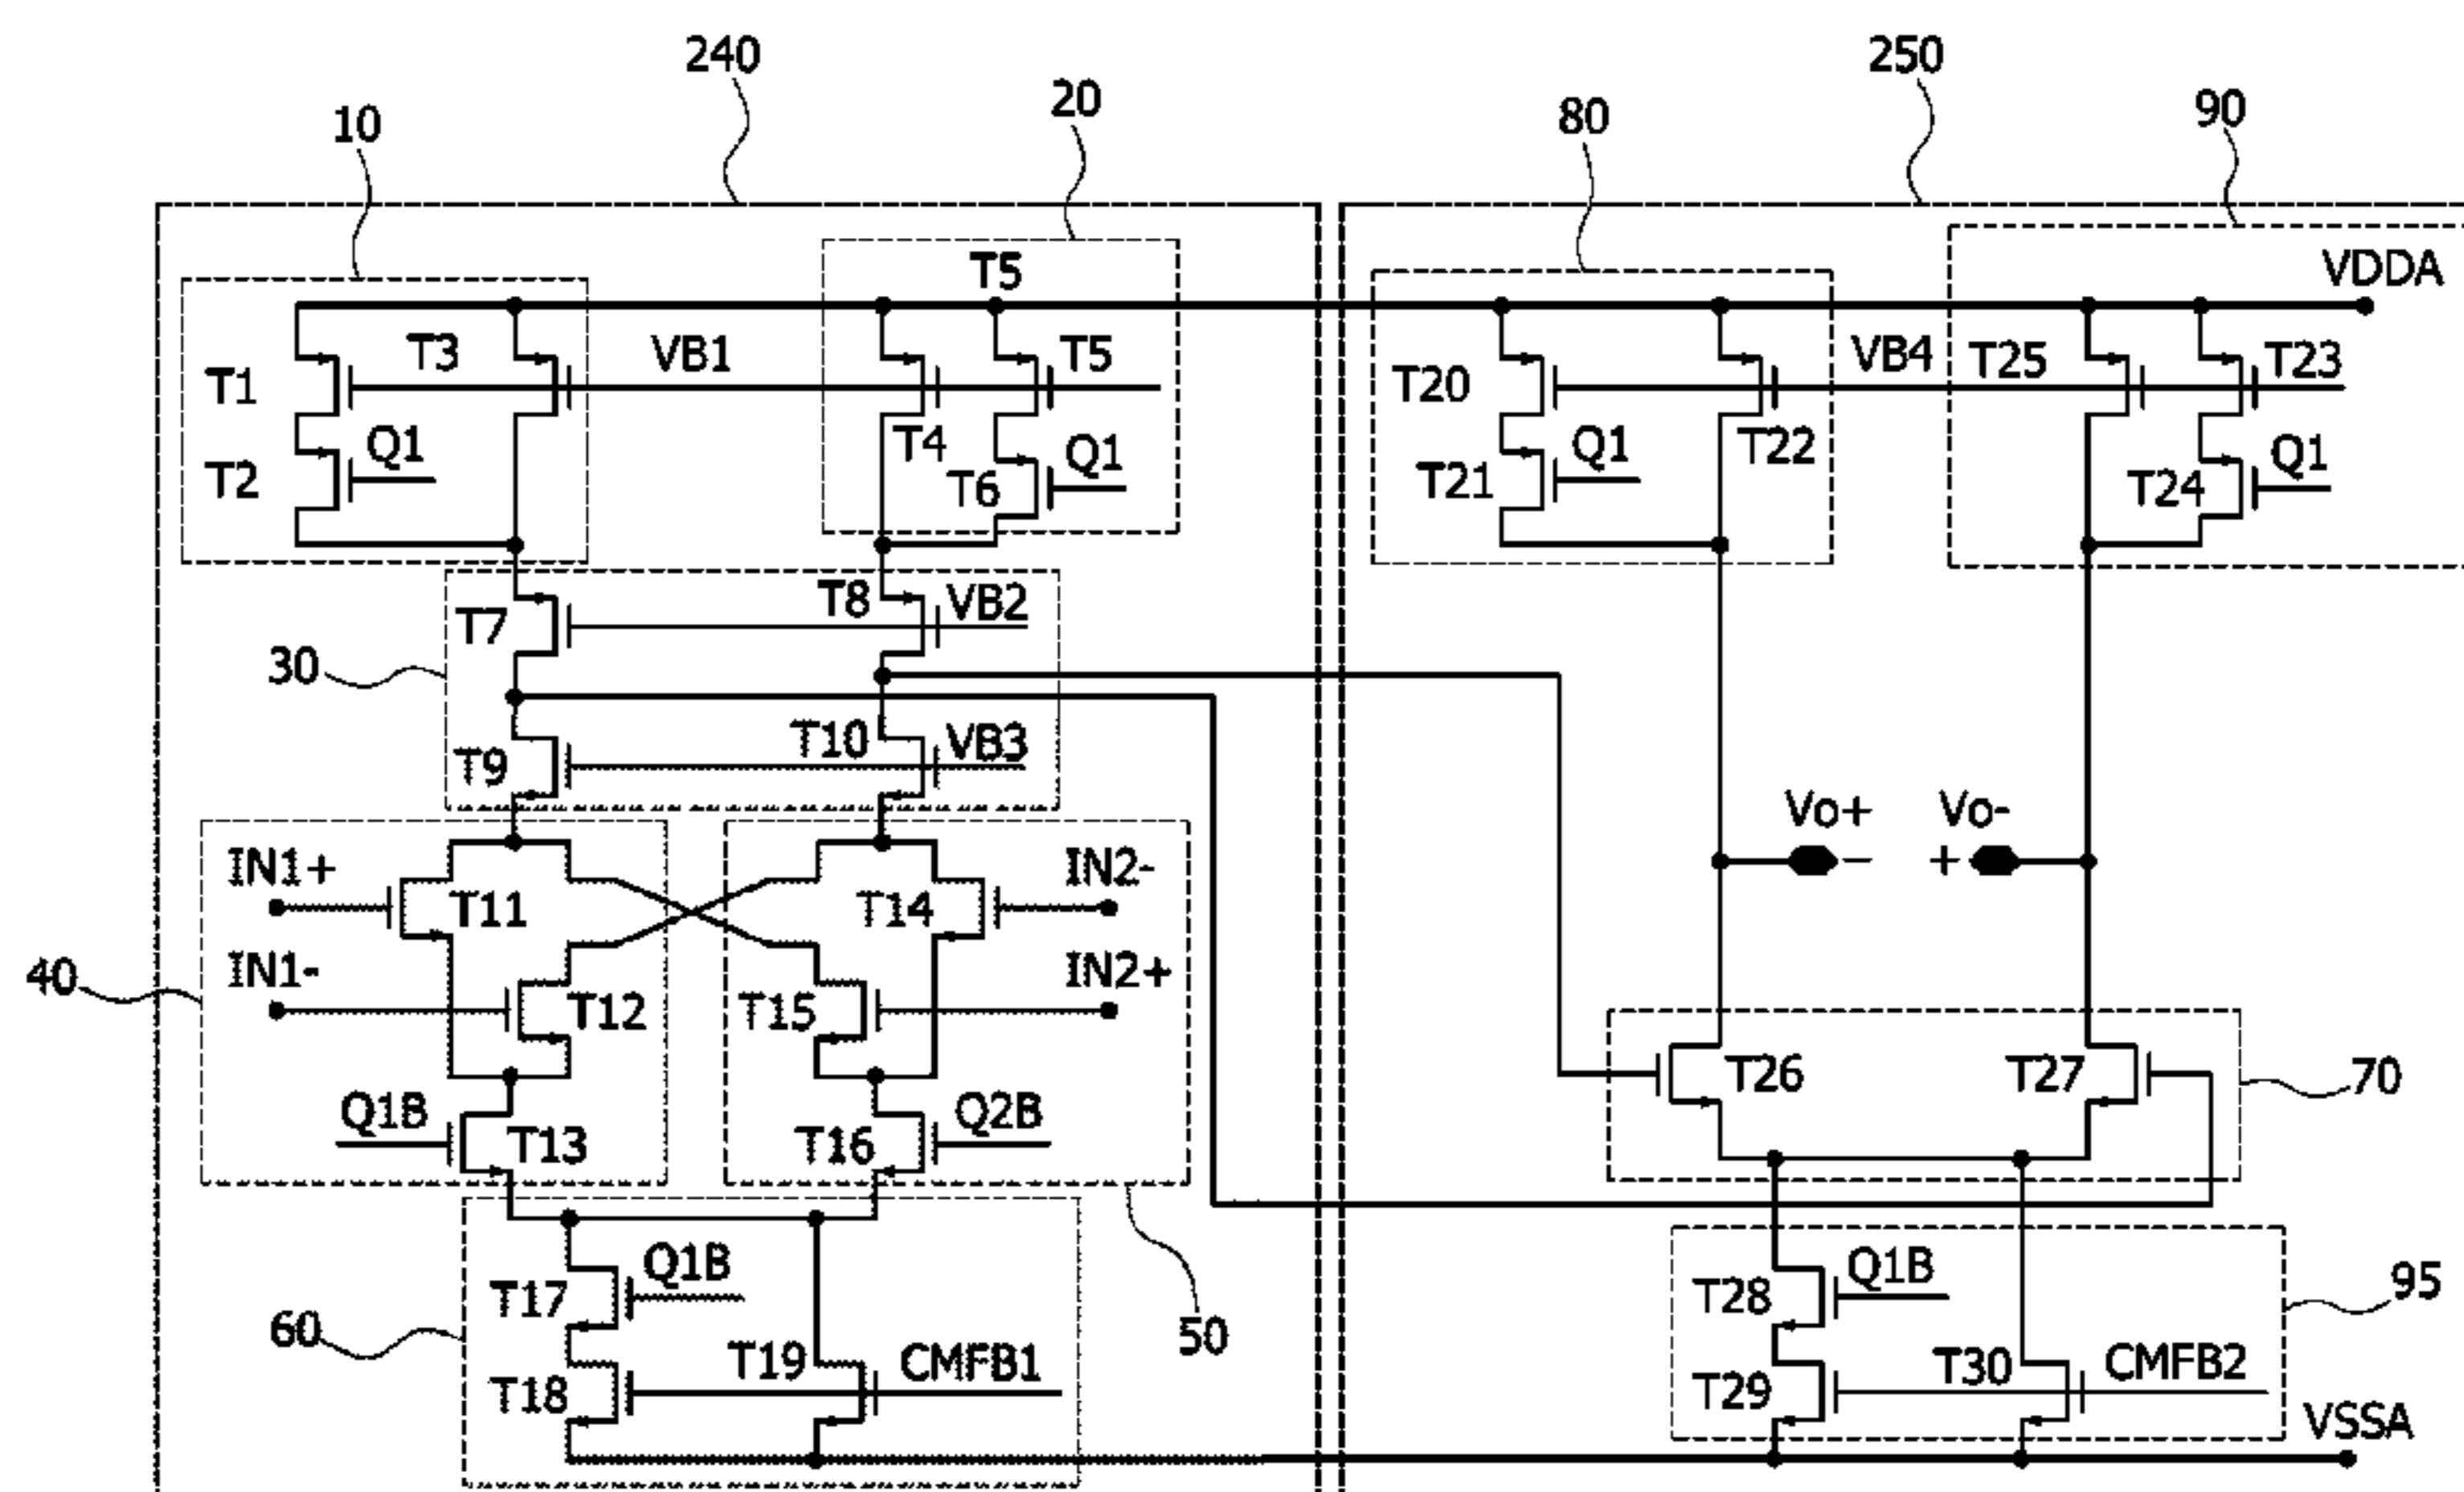 240
250
20
10
80
90
T5
VDDA
T3
VB1
T5
VB4
T25
T23
T1
T20
Q1
T4
Q1
Q1
T22
Q1
T2
T6
T21
T24
T7
T8
VB2
30
T9
T10
VB3
Vo+
Vo-
−
+
IN1+
IN2-
T11
T14
IN1-
IN2+
40
T12
T15
T26
T27
70
Q1B
Q2B
T13
T16
Q1B
Q1B
T17
T28
95
60
50
T19
CMFB1
T30
CMFB2
T18
T29
VSSA